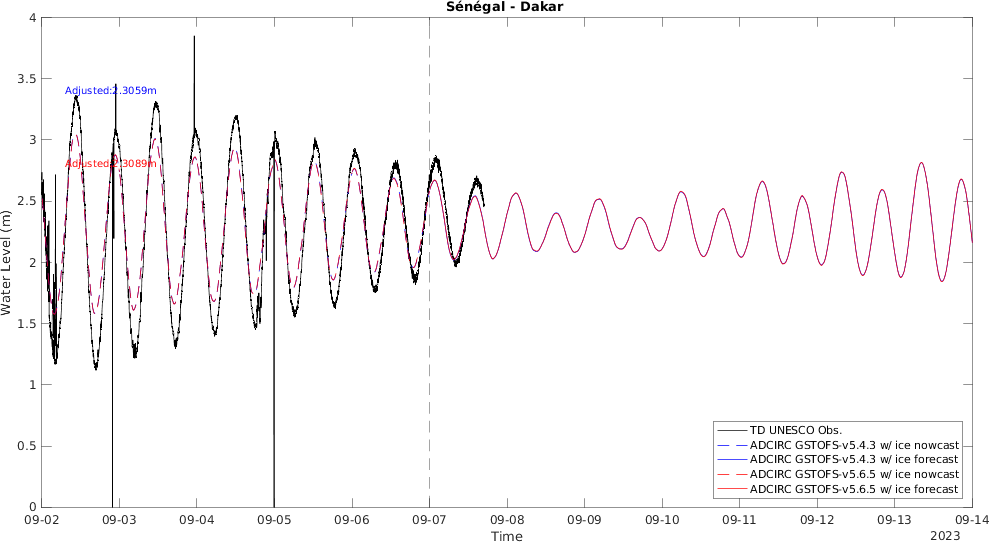 Sénégal - Dakar
4
3.5
3
2.5
2
1.5
1
0.5
0
Water Level (m)
Adjusted:2.3059m
Adjusted:2.3089m
TD UNESCO Obs.
ADCIRC GSTOFS-v5.4.3 w/ ice nowcast
ADCIRC GSTOFS-v5.4.3 w/ ice forecast
ADCIRC GSTOFS-v5.6.5 w/ ice nowcast
ADCIRC GSTOFS-v5.6.5 w/ ice forecast
09-02 09-03 09-04 09-05 09-06 09-07 09-08 09-09 09-10 09-11 09-12 09-13 09-14
Time
2023